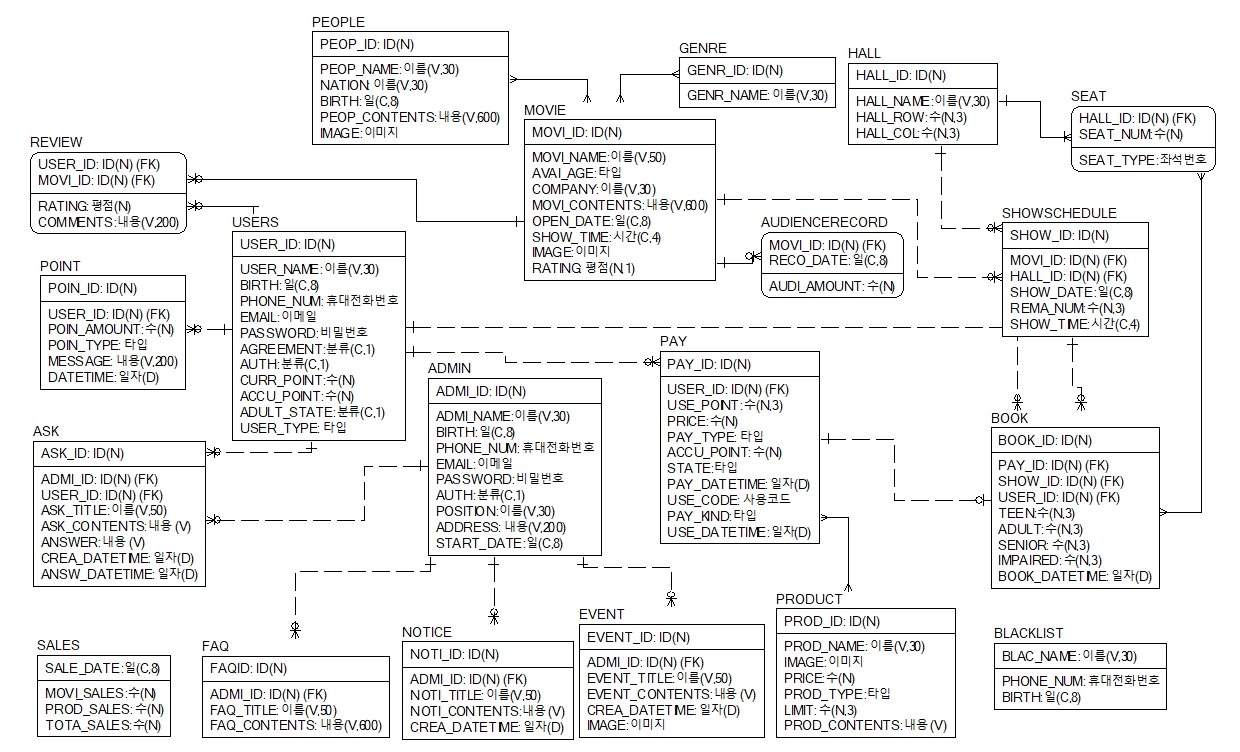 PEOPLE
PEOP_ID: ID(N)
PEOP_NAME: 이름(V,30)
NATION: 이름(V,30)
BIRTH: 일(C,8)
PEOP_CONTENTS: 내용(V,600)
IMAGE: 이미지
GENRE
GENR_ID: ID(N)
GENR_NAME: 이름(V,30)
HALL
HALL_ID: ID(N)
HALL_NAME: 이름(V,30)
HALL_ROW: 수(N,3)
HALL_COL: 수(N,3)
SEAT
HALL_ID: ID(N) (FK)
SEAT_NUM: 수(N)
SEAT_TYPE: 좌석번호
MOVIE
MOVI_ID: ID(N)
MOVI_NAME: 이름(V,50)
AVAI_AGE: 타입
COMPANY: 이름(V,30)
MOVI_CONTENTS: 내용(V,600)
OPEN_DATE: 일(C,8)
SHOW_TIME: 시간(C,4)
IMAGE: 이미지
RATING: 평점(N.1)
REVIEW
USER_ID: ID(N) (FK)
MOVI_ID: ID(N) (FK)
RATING: 평점(N)
COMMENTS: 내용(V,200)
USERS
USER_ID: ID(N)
USER_NAME: 이름(V,30)
BIRTH: 일(C,8)
PHONE_NUM: 휴대전화번호
EMAIL: 이메일
PASSWORD: 비밀번호
AGREEMENT: 분류(C,1)
AUTH: 분류(C,1)
CURR_POINT: 수(N)
ACCU_POINT: 수(N)
ADULT_STATE: 분류(C,1)
USER_TYPE: 타입
AUDIENCERECORD
MOVI_ID: ID(N) (FK)
RECO_DATE: 일(C,8)
AUDI_AMOUNT: 수(N)
SHOWSCHEDULE
SHOW_ID: ID(N)
MOVI_ID: ID(N) (FK)
HALL_ID: ID(N) (FK)
SHOW_DATE: 일(C,8)
REMA_NUM: 수(N,3)
SHOW_TIME: 시간(C,4)
POINT
POIN_ID: ID(N)
USER_ID: ID(N) (FK)
POIN_AMOUNT: 수(N)
POIN_TYPE: 타입
MESSAGE: 내용(V,200)
DATETIME: 일자(D)
PAY
PAY_ID: ID(N)
USER_ID: ID(N) (FK)
USE_POINT: 수(N,3)
PRICE: 수(N)
PAY_TYPE: 타입
ACCU_POINT: 수(N)
STATE: 타입
PAY_DATETIME: 일자(D)
USE_CODE: 사용코드
PAY_KIND: 타입
USE_DATETIME: 일자(D)
ADMIN
ADMI_ID: ID(N)
ADMI_NAME: 이름(V,30)
BIRTH: 일(C,8)
PHONE_NUM: 휴대전화번호
EMAIL: 이메일
PASSWORD: 비밀번호
AUTH: 분류(C,1)
POSITION: 이름(V,30)
ADDRESS: 내용(V,200)
START_DATE: 일(C,8)
BOOK
BOOK_ID: ID(N)
PAY_ID: ID(N) (FK)
SHOW_ID: ID(N) (FK)
USER_ID: ID(N) (FK)
TEEN: 수(N,3)
ADULT: 수(N,3)
SENIOR: 수(N,3)
IMPAIRED: 수(N,3)
BOOK_DATETIME: 일자(D)
ASK
ASK_ID: ID(N)
ADMI_ID: ID(N) (FK)
USER_ID: ID(N) (FK)
ASK_TITLE: 이름(V,50)
ASK_CONTENTS: 내용 (V)
ANSWER: 내용 (V)
CREA_DATETIME: 일자(D)
ANSW_DATETIME: 일자(D)
SALES
SALE_DATE: 일(C,8)
MOVI_SALES: 수(N)
PROD_SALES: 수(N)
TOTA_SALES: 수(N)
FAQ
FAQID: ID(N)
ADMI_ID: ID(N) (FK)
FAQ_TITLE: 이름(V,50)
FAQ_CONTENTS: 내용(V,600)
NOTICE
NOTI_ID: ID(N)
ADMI_ID: ID(N) (FK)
NOTI_TITLE: 이름(V,50)
NOTI_CONTENTS: 내용 (V)
CREA_DATETIME: 일자(D)
EVENT
EVENT_ID: ID(N)
ADMI_ID: ID(N) (FK)
EVENT_TITLE: 이름(V,50)
EVENT_CONTENTS: 내용 (V)
CREA_DATETIME: 일자(D)
IMAGE: 이미지
PRODUCT
PROD_ID: ID(N)
PROD_NAME: 이름(V,30)
IMAGE: 이미지
PRICE: 수(N)
PROD_TYPE: 타입
LIMIT: 수(N,3)
PROD_CONTENTS: 내용 (V)
BLACKLIST
BLAC_NAME: 이름(V,30)
PHONE_NUM: 휴대전화번호
BIRTH: 일(C,8)